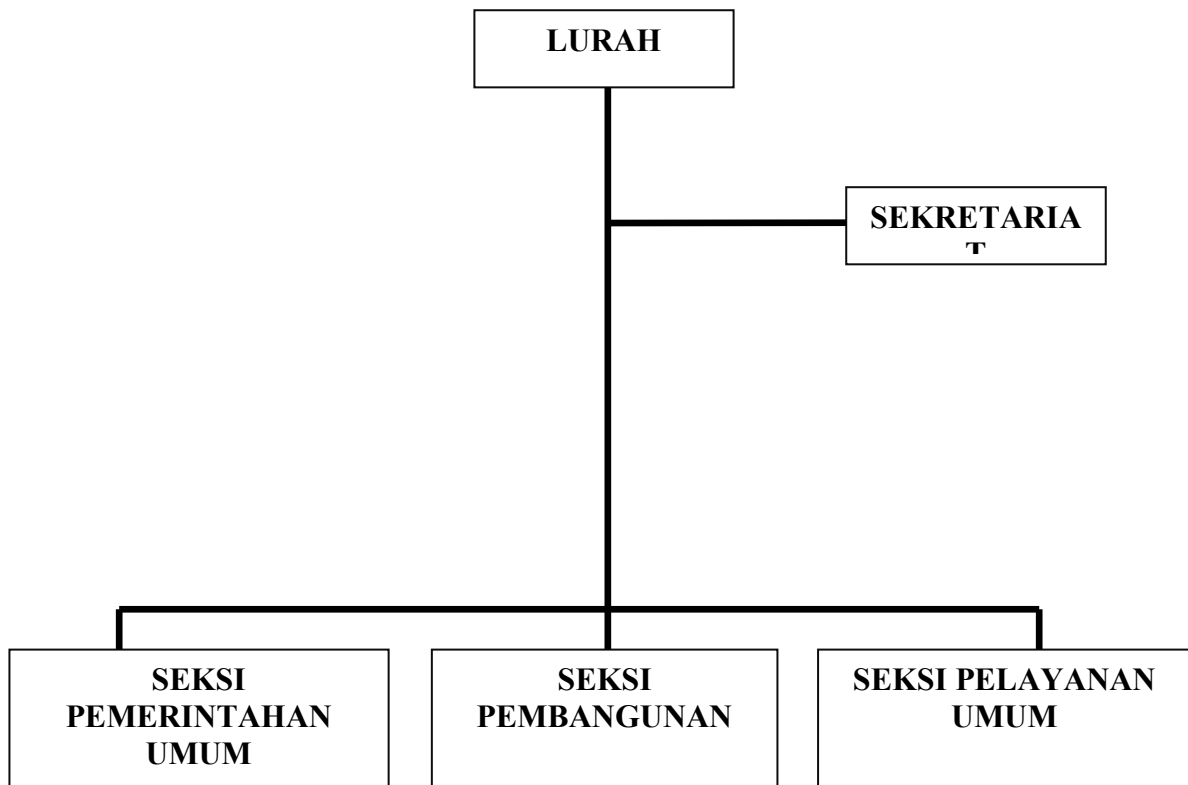 LURAH
SEKRETARIA
T
SEKSI
PEMERINTAHAN
UMUM
SEKSI
PEMBANGUNAN
SEKSI PELAYANAN
UMUM